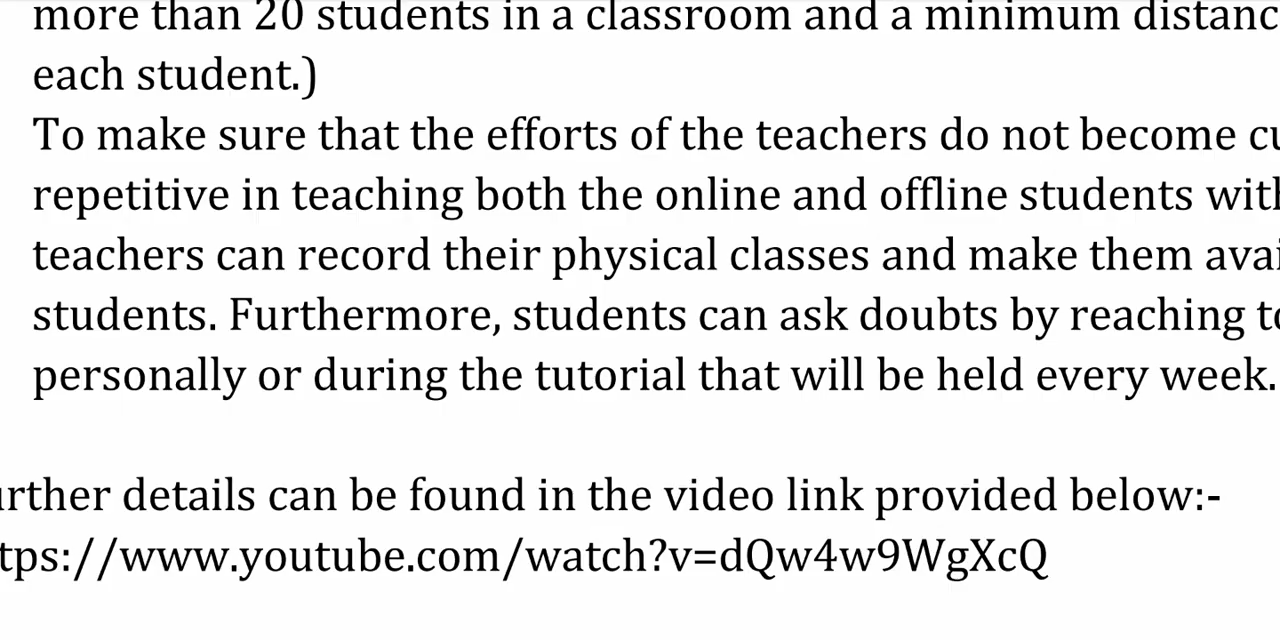 more than 20 students in a classroom and a minimum distanc
each student.)
To make sure that the efforts of the teachers do not become cu
repetitive in teaching both the online and offline students with
teachers can record their physical classes and make them avai
students. Furthermore, students can ask doubts by reaching to
personally or during the tutorial that will be held every week.
urther details can be found in the video link provided below:-
tps://www.youtube.com/watch?v=dQw4w9WgXcQ